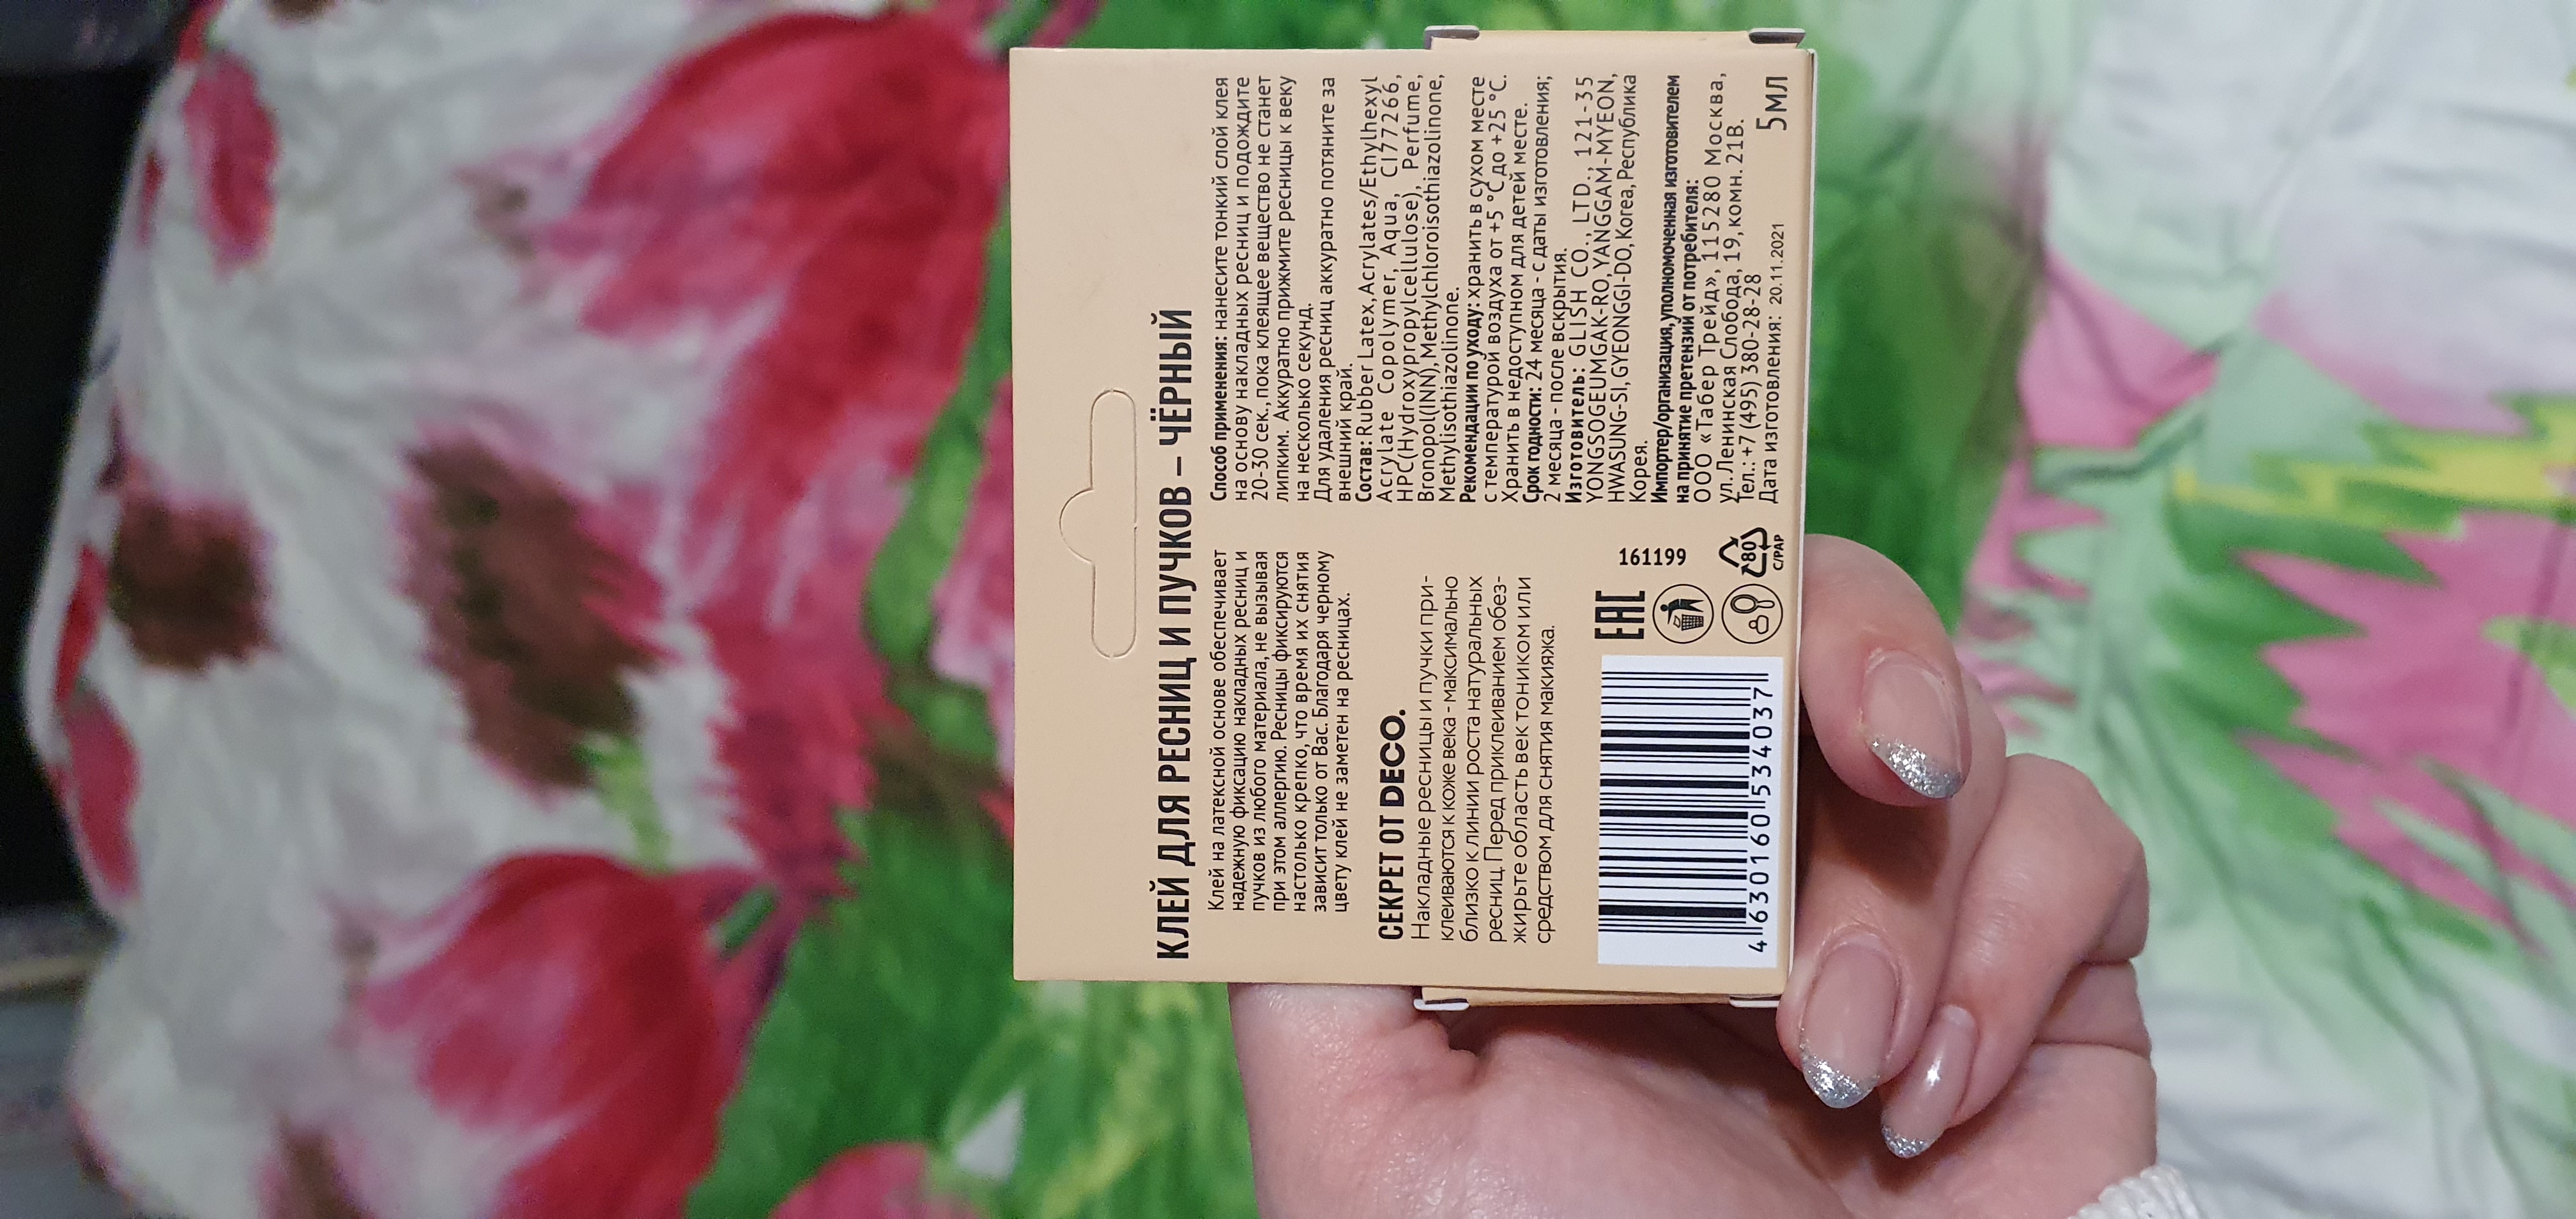 КЛЕЙ ДЛЯ РЕСНИЦ И ПУЧКОВ – ЧЁРНЫЙ
Клей на латексной основе обеспечивает
надежную фиксацию накладных ресниц и
пучков из любого материала, не вызывая
при этом аллергию. Ресницы фиксируются
настолько крепко, что время их снятия
зависит только от Вас. Благодаря черному
цвету клей не заметен на ресницах.
СЕКРЕТ ОТ DECO.
Накладные ресницы и пучки при-
клеиваются к коже века - максимально
близко к линии роста натуральных
ресниц. Перед приклеиванием обез-
жирьте область век тоником или
средством для снятия макияжа.
4 630160 534037
EAC
161199
80
C/PAP
Способ применения: нанесите тонкий слой клея
на основу накладных ресниц и подождите
20-30 сек., пока клеящее вещество не станет
липким. Аккуратно прижмите ресницы к веку
на несколько секунд.
Для удаления ресниц аккуратно потяните за
внешний край.
Состав: Rubber Latex, Acrylates/Ethylhexyl
Acrylate Copolymer, Aqua, CI77266,
HPC(Hydroxypropylcellulose), Perfume,
Bronopol(INN), Methylchloroisothiazolinone,
Methylisothiazolinone.
Рекомендации по уходу: хранить в сухом месте
с температурой воздуха от +5 °C до +25 °C.
Хранить в недоступном для детей месте.
Срок годности: 24 месяца - с даты изготовления;
2 месяца - после вскрытия.
Изготовитель: GLISH CO., LTD., 121-35
YONGSOGEUMGAK-RO, YANGGAM-MYEON,
HWASUNG-SI, GYEONGGI-DO, Korea, Республика
Корея.
Импортер/организация, уполномоченная изготовителем
на принятие претензий от потребителя:
ООО «Табер Трейд», 115280 Москва,
ул. Ленинская Слобода, 19, комн. 21В.
Тел.: +7 (495) 380-28-28
Дата изготовления: 20.11.2021
5МЛ